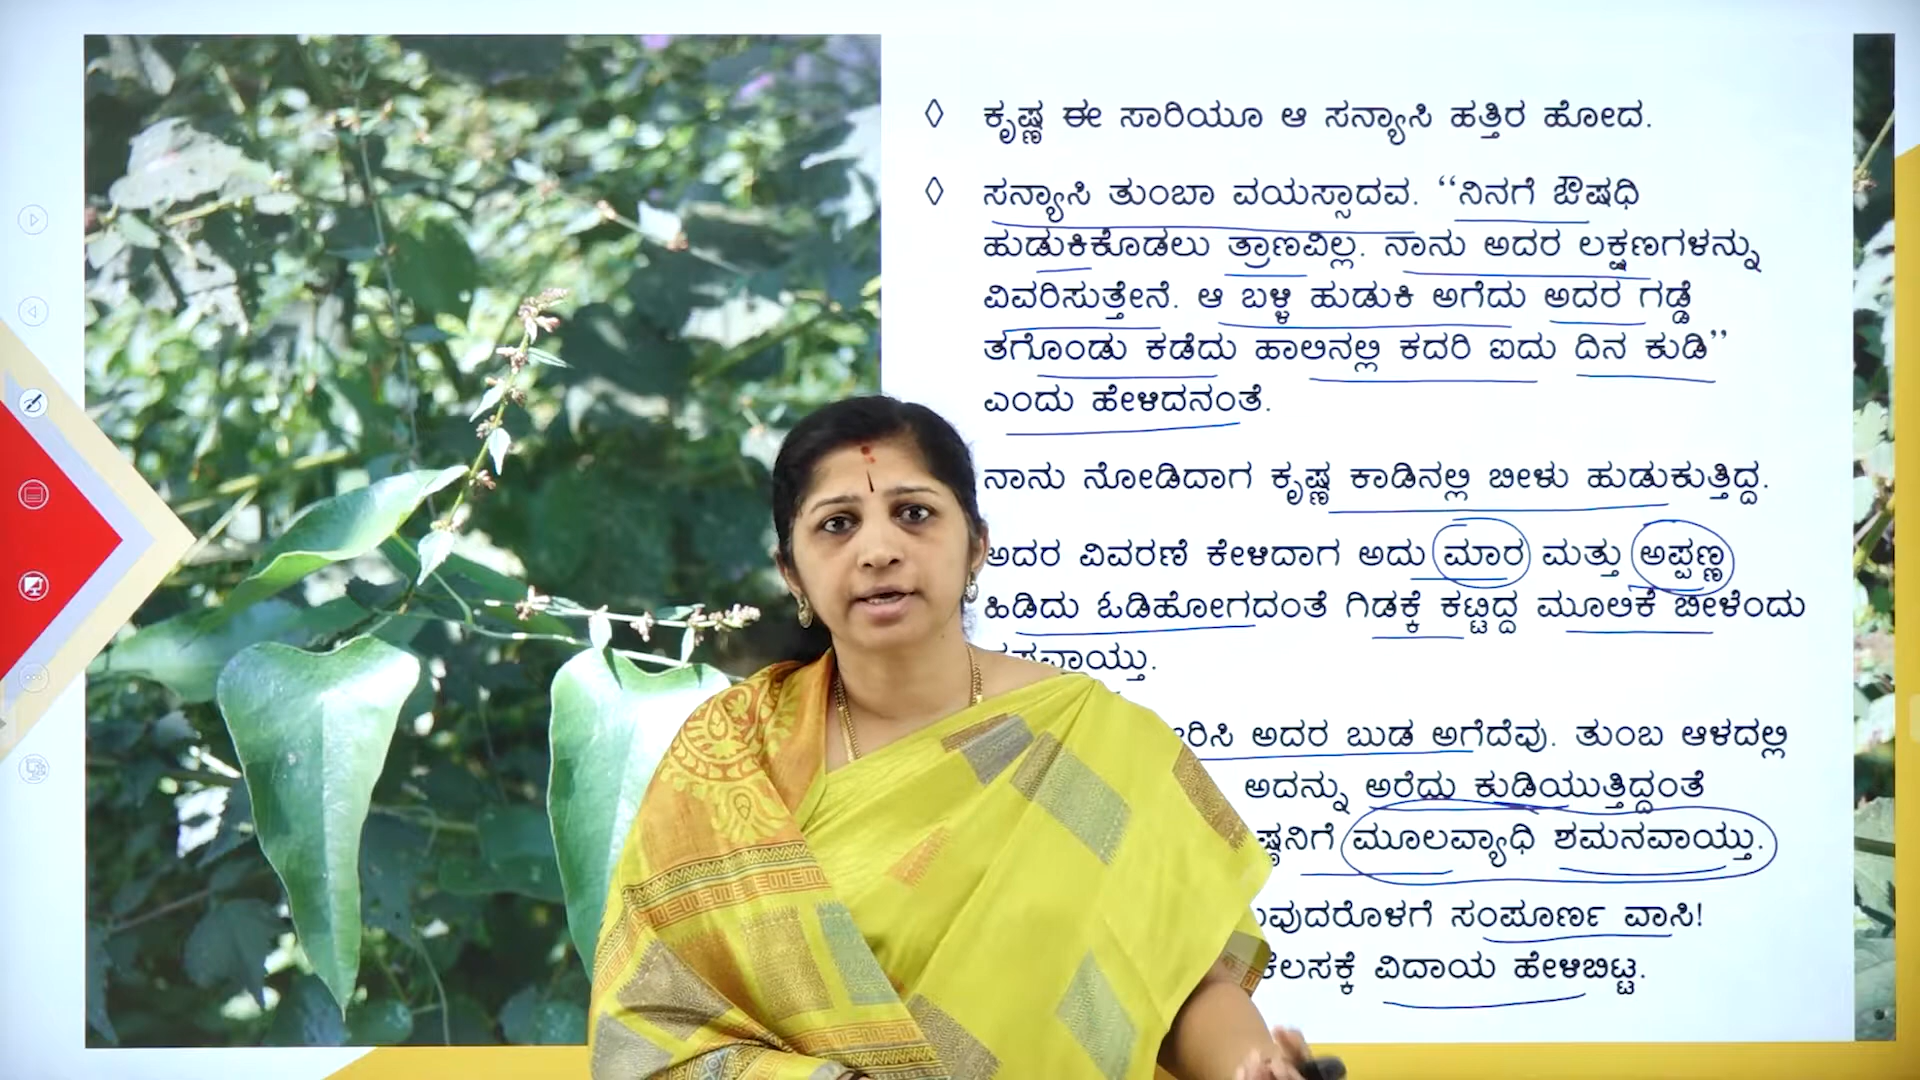 ◊ ಕೃಷ್ಣ ಈ ಸಾರಿಯೂ ಆ ಸನ್ಯಾಸಿ ಹತ್ತಿರ ಹೋದ.
◊ ಸನ್ಯಾಸಿ ತುಂಬಾ ವಯಸ್ಸಾದವ. “ನಿನಗೆ ಔಷಧಿ
ಹುಡುಕಿಕೊಡಲು ತ್ರಾಣವಿಲ್ಲ. ನಾನು ಅದರ ಲಕ್ಷಣಗಳನ್ನು
ವಿವರಿಸುತ್ತೇನೆ. ಆ ಬಳ್ಳಿ ಹುಡುಕಿ ಅಗೆದು ಅದರ ಗಡ್ಡೆ
ತಗೊಂಡು ಕಡೆದು ಹಾಲಿನಲ್ಲಿ ಕದರಿ ಐದು ದಿನ ಕುಡಿ”
ಎಂದು ಹೇಳಿದನಂತೆ.
ನಾನು ನೋಡಿದಾಗ ಕೃಷ್ಣ ಕಾಡಿನಲ್ಲಿ ಬೀಳು ಹುಡುಕುತ್ತಿದ್ದ.
ಅದರ ವಿವರಣೆ ಕೇಳಿದಾಗ ಅದು ಮಾರ ಮತ್ತು ಅಪ್ಪಣ್ಣ
ಹಿಡಿದು ಓಡಿಹೋಗದಂತೆ ಗಿಡಕ್ಕೆ ಕಟ್ಟಿದ್ದ ಮೂಲಿಕೆ ಬೀಳೆಂದು
ಅದರ ಬುಡ ಅಗೆದೆವು. ತುಂಬ ಆಳದಲ್ಲಿ
ಅದನ್ನು ಅರೆದು ಕುಡಿಯುತ್ತಿದ್ದಂತೆ
ಮೂಲವ್ಯಾಧಿ ಶಮನವಾಯ್ತು.
ಸಂಪೂರ್ಣ ವಾಸಿ!
ಕೆಲಸಕ್ಕೆ ವಿದಾಯ ಹೇಳಿಬಿಟ್ಟ.